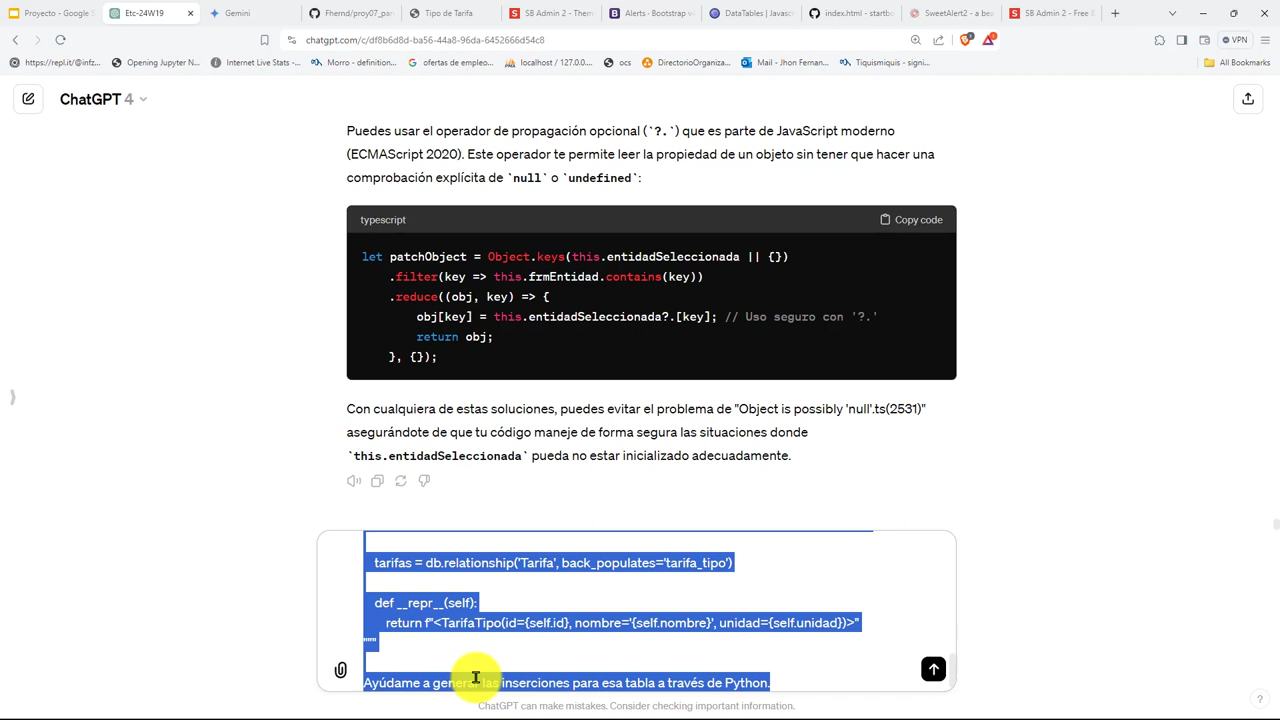 Proyecto - Google S
Etc-24W19
Gemini
Fhernd/proy07_par
Tipo de Tarifa
SB Admin 2 - Them
Alerts · Bootstrap v
DataTables | Javasc
index.html - startbo
SweetAlert2 - a bea
SB Admin 2 - Free B
chatgpt.com/c/df8b6d8d-ba56-44a8-96da-6452666d54c8
VPN
https://repl.it/@infz...
Opening Jupyter N...
Internet Live Stats -...
Morro - definition...
ofertas de empleo...
localhost / 127.0.0....
ocs
DirectorioOrganiza...
Mail - Jhon Fernan...
Tiquismiquis - signi...
All Bookmarks
ChatGPT 4
Puedes usar el operador de propagación opcional (`?.`) que es parte de JavaScript moderno
(ECMAScript 2020). Este operador te permite leer la propiedad de un objeto sin tener que hacer una
comprobación explícita de `null` o `undefined`:
typescript
Copy code
let patchObject = Object.keys(this.entidadSeleccionada || {})
.filter(key => this.frmEntidad.contains(key))
.reduce((obj, key) => {
obj[key] = this.entidadSeleccionada?.[key]; // Uso seguro con '?.'
return obj;
}, {});
Con cualquiera de estas soluciones, puedes evitar el problema de "Object is possibly 'null'.ts(2531)"
asegurándote de que tu código maneje de forma segura las situaciones donde
`this.entidadSeleccionada` pueda no estar inicializado adecuadamente.
tarifas = db.relationship('Tarifa', back_populates='tarifa_tipo')
def __repr__(self):
return f"<TarifaTipo(id={self.id}, nombre='{self.nombre}', unidad={self.unidad})>"
"""
Ayúdame a generar las inserciones para esa tabla a través de Python.
ChatGPT can make mistakes. Consider checking important information.
?